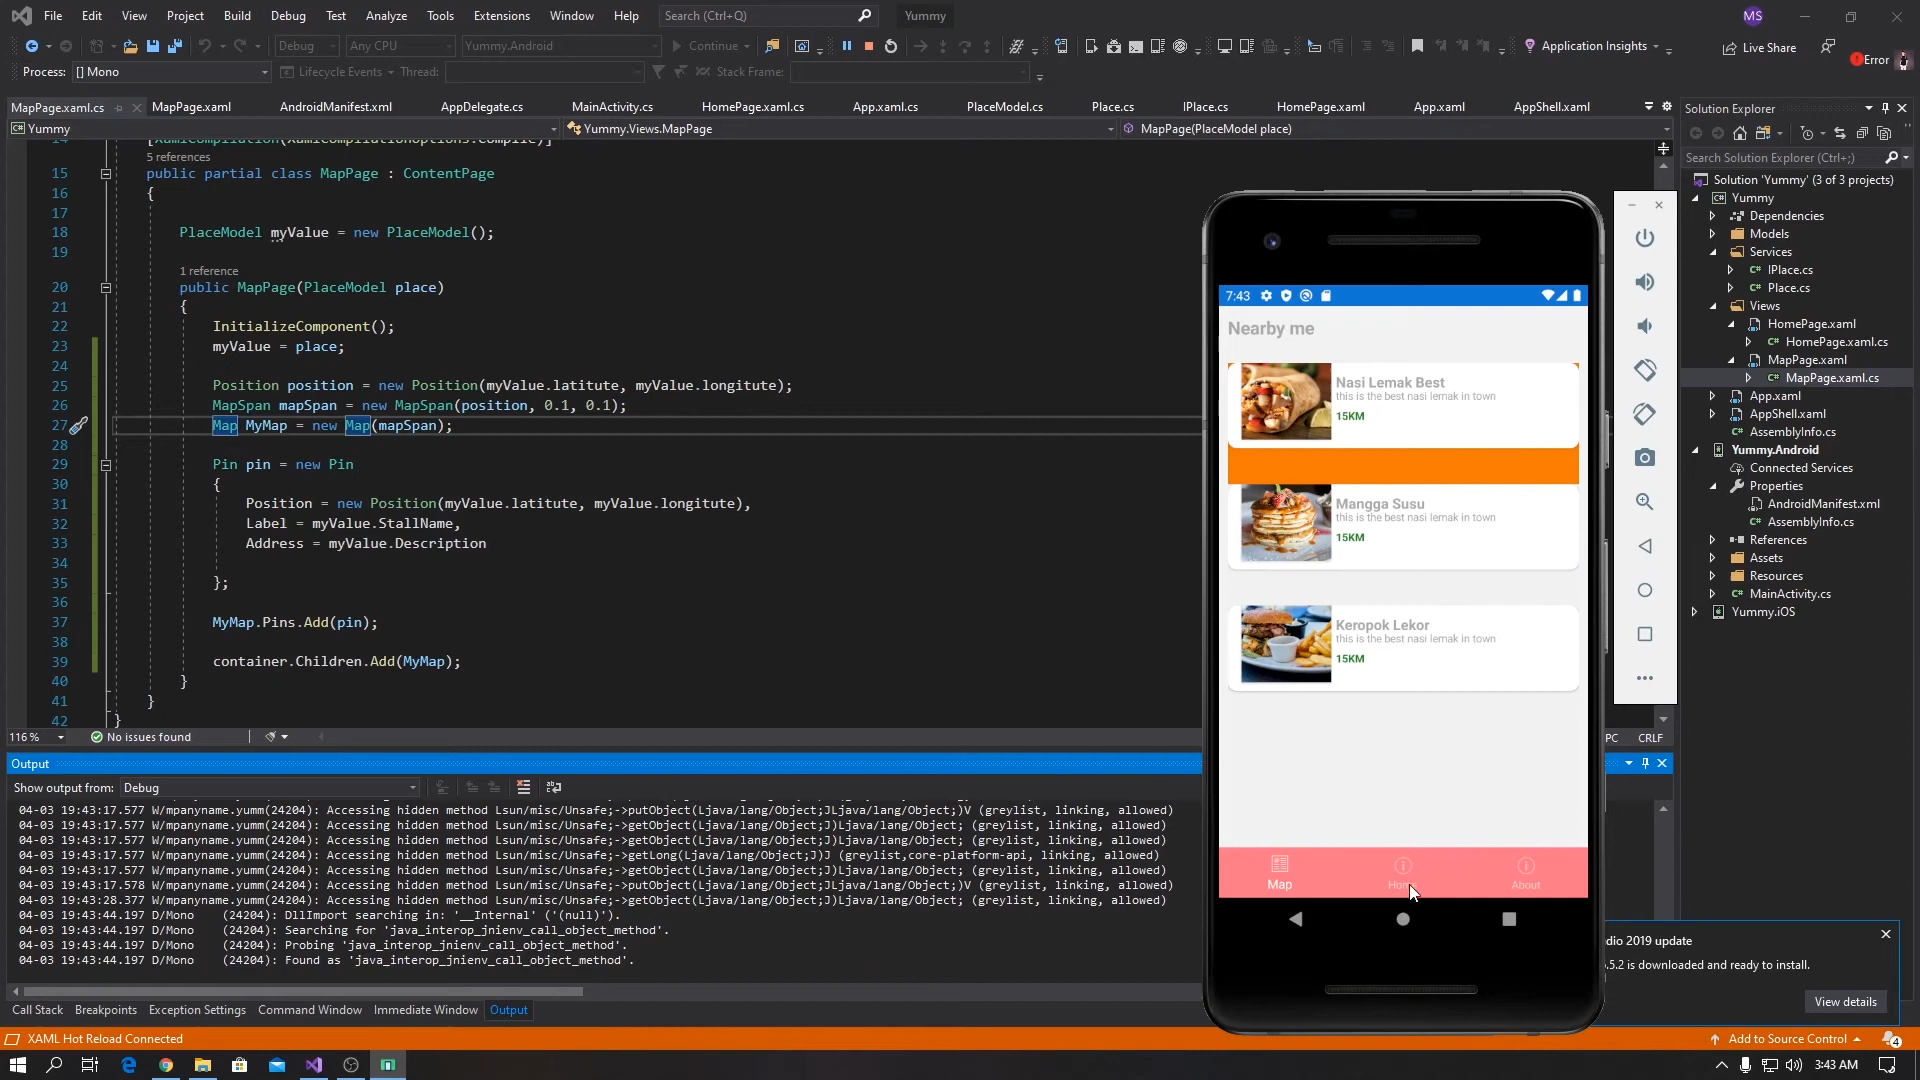 File Edit View Project Build Debug Test Analyze Tools Extensions Window Help Search (Ctrl+Q) Yummy MS
Debug Any CPU Yummy.Android Continue Application Insights Live Share Error
Process: [] Mono Lifecycle Events Thread: Stack Frame:
MapPage.xaml.cs MapPage.xaml AndroidManifest.xml AppDelegate.cs MainActivity.cs HomePage.xaml.cs App.xaml.cs PlaceModel.cs Place.cs IPlace.cs HomePage.xaml App.xaml AppShell.xaml
Yummy Yummy.Views.MapPage MapPage(PlaceModel place)
14 [XamlCompilation(XamlCompilationOptions.Compile)]
5 references
15 public partial class MapPage : ContentPage
16 {
17
18 PlaceModel myValue = new PlaceModel();
19
1 reference
20 public MapPage(PlaceModel place)
21 {
22 InitializeComponent();
23 myValue = place;
24
25 Position position = new Position(myValue.latitute, myValue.longitute);
26 MapSpan mapSpan = new MapSpan(position, 0.1, 0.1);
27 Map MyMap = new Map(mapSpan);
28
29 Pin pin = new Pin
30 {
31 Position = new Position(myValue.latitute, myValue.longitute),
32 Label = myValue.StallName,
33 Address = myValue.Description
34
35 };
36
37 MyMap.Pins.Add(pin);
38
39 container.Children.Add(MyMap);
40 }
41 }
42 }
116 % No issues found PC CRLF
Output
Show output from: Debug
04-03 19:43:17.577 W/mpanyname.yumm(24204): Accessing hidden method Lsun/misc/Unsafe;->putObject(Ljava/lang/Object;JLjava/lang/Object;)V (greylist, linking, allowed)
04-03 19:43:17.577 W/mpanyname.yumm(24204): Accessing hidden method Lsun/misc/Unsafe;->getObject(Ljava/lang/Object;J)Ljava/lang/Object; (greylist, linking, allowed)
04-03 19:43:17.577 W/mpanyname.yumm(24204): Accessing hidden method Lsun/misc/Unsafe;->getObject(Ljava/lang/Object;J)Ljava/lang/Object; (greylist, linking, allowed)
04-03 19:43:17.577 W/mpanyname.yumm(24204): Accessing hidden method Lsun/misc/Unsafe;->getLong(Ljava/lang/Object;J)J (greylist,core-platform-api, linking, allowed)
04-03 19:43:17.577 W/mpanyname.yumm(24204): Accessing hidden method Lsun/misc/Unsafe;->getObject(Ljava/lang/Object;J)Ljava/lang/Object; (greylist, linking, allowed)
04-03 19:43:17.578 W/mpanyname.yumm(24204): Accessing hidden method Lsun/misc/Unsafe;->putObject(Ljava/lang/Object;JLjava/lang/Object;)V (greylist, linking, allowed)
04-03 19:43:28.377 W/mpanyname.yumm(24204): Accessing hidden method Lsun/misc/Unsafe;->getObject(Ljava/lang/Object;J)Ljava/lang/Object; (greylist, linking, allowed)
04-03 19:43:44.197 D/Mono (24204): DllImport searching in: '__Internal' ('(null)').
04-03 19:43:44.197 D/Mono (24204): Searching for 'java_interop_jnienv_call_object_method'.
04-03 19:43:44.197 D/Mono (24204): Probing 'java_interop_jnienv_call_object_method'.
04-03 19:43:44.197 D/Mono (24204): Found as 'java_interop_jnienv_call_object_method'.
Call Stack Breakpoints Exception Settings Command Window Immediate Window Output
XAML Hot Reload Connected Add to Source Control 4
3:43 AM
7:43
Nearby me
Nasi Lemak Best
this is the best nasi lemak in town
15KM
Mangga Susu
this is the best nasi lemak in town
15KM
Keropok Lekor
this is the best nasi lemak in town
15KM
Map About
Solution Explorer
Search Solution Explorer (Ctrl+;)
Solution 'Yummy' (3 of 3 projects)
Yummy
Dependencies
Models
Services
IPlace.cs
Place.cs
Views
HomePage.xaml
HomePage.xaml.cs
MapPage.xaml
MapPage.xaml.cs
App.xaml
AppShell.xaml
AssemblyInfo.cs
Yummy.Android
Connected Services
Properties
AndroidManifest.xml
AssemblyInfo.cs
References
Assets
Resources
MainActivity.cs
Yummy.iOS
dio 2019 update
.5.2 is downloaded and ready to install.
View details